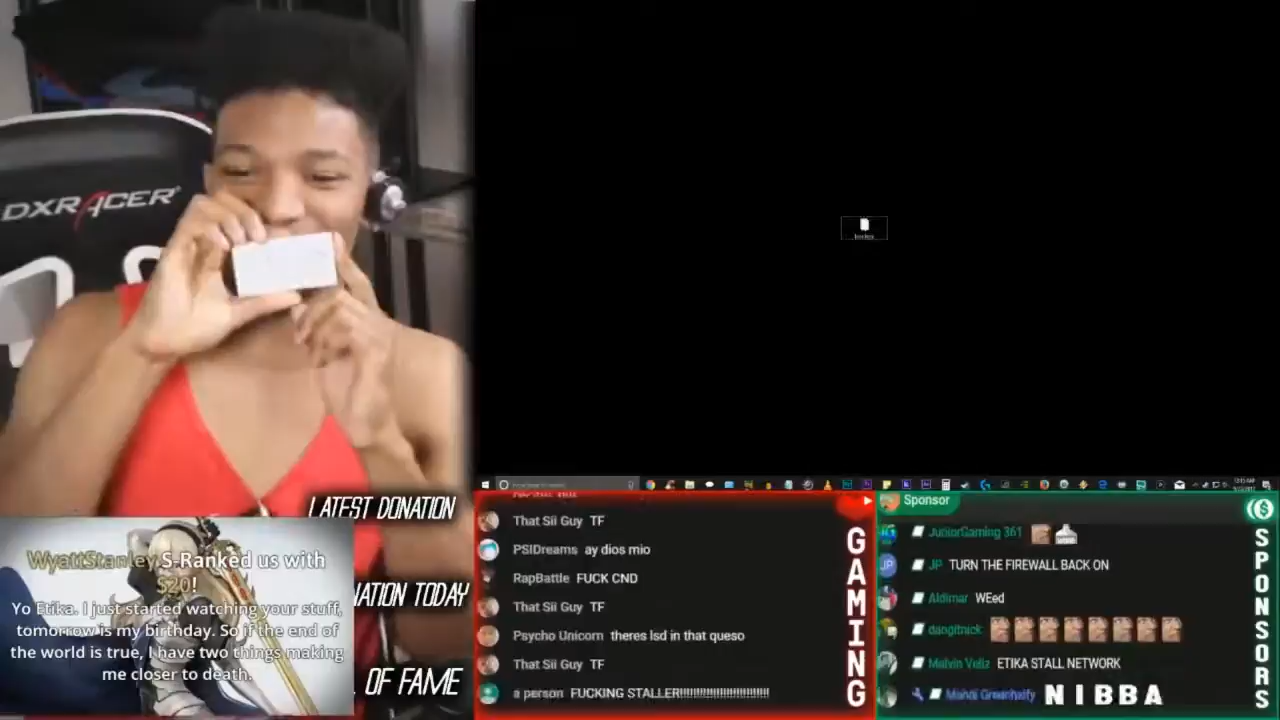 DXRACER
LATEST DONATION
WyattStanley S-Ranked us with
$20!
Yo Etika. I just started watching your stuff,
tomorrow is my birthday. So if the end of
the world is true, I have two things making
me closer to death.
NATION TODAY
L OF FAME
That Sii Guy TF
PSIDreams ay dios mio
RapBattle FUCK CND
That Sii Guy TF
Psycho Unicorn theres lsd in that queso
That Sii Guy TF
a person FUCKING STALLER!!!!!!!!!!!!!!!!!!!!!!!!!!!!!!
GAMING
Sponsor
JuniorGaming 361
JP TURN THE FIREWALL BACK ON
Aldimar WEed
dangitnick
Melvin Veliz ETIKA STALL NETWORK
NIBBA
SPONSORS